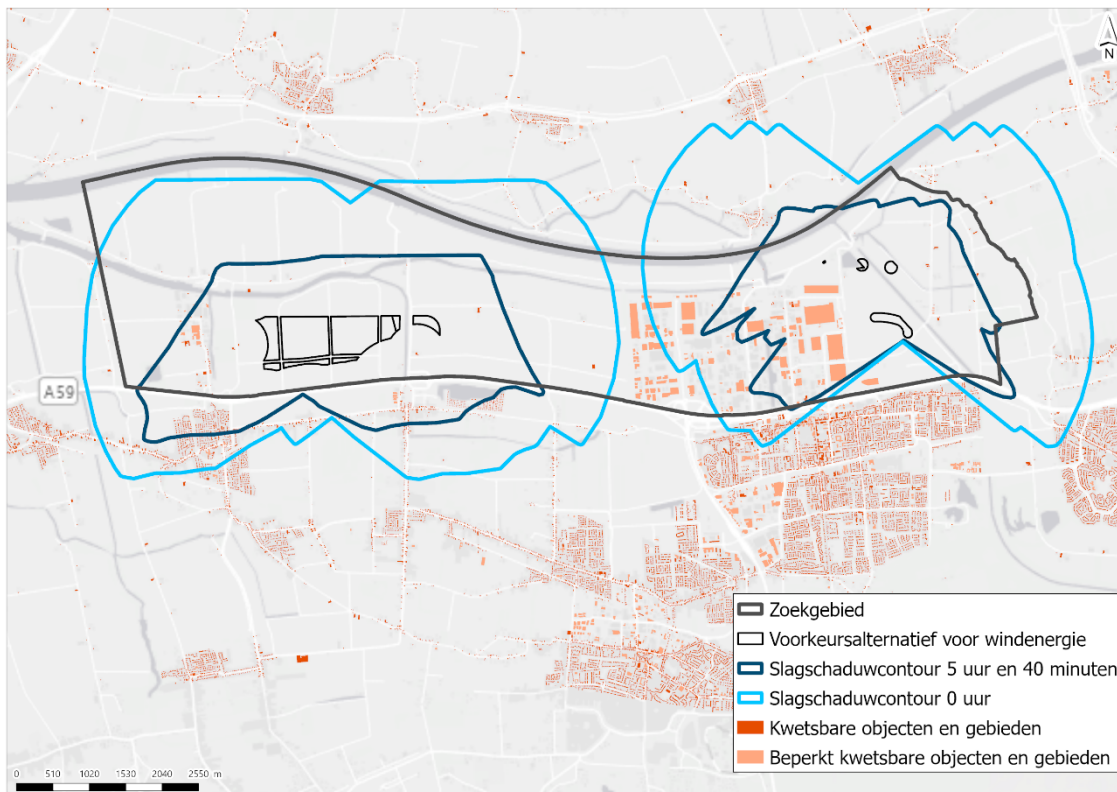 N
A59
Zoekgebied
Voorkeursalternatief voor windenergie
Slagschaduwcontour 5 uur en 40 minuten
Slagschaduwcontour 0 uur
Kwetsbare objecten en gebieden
Beperkt kwetsbare objecten en gebieden
0 510 1020 1530 2040 2550 m